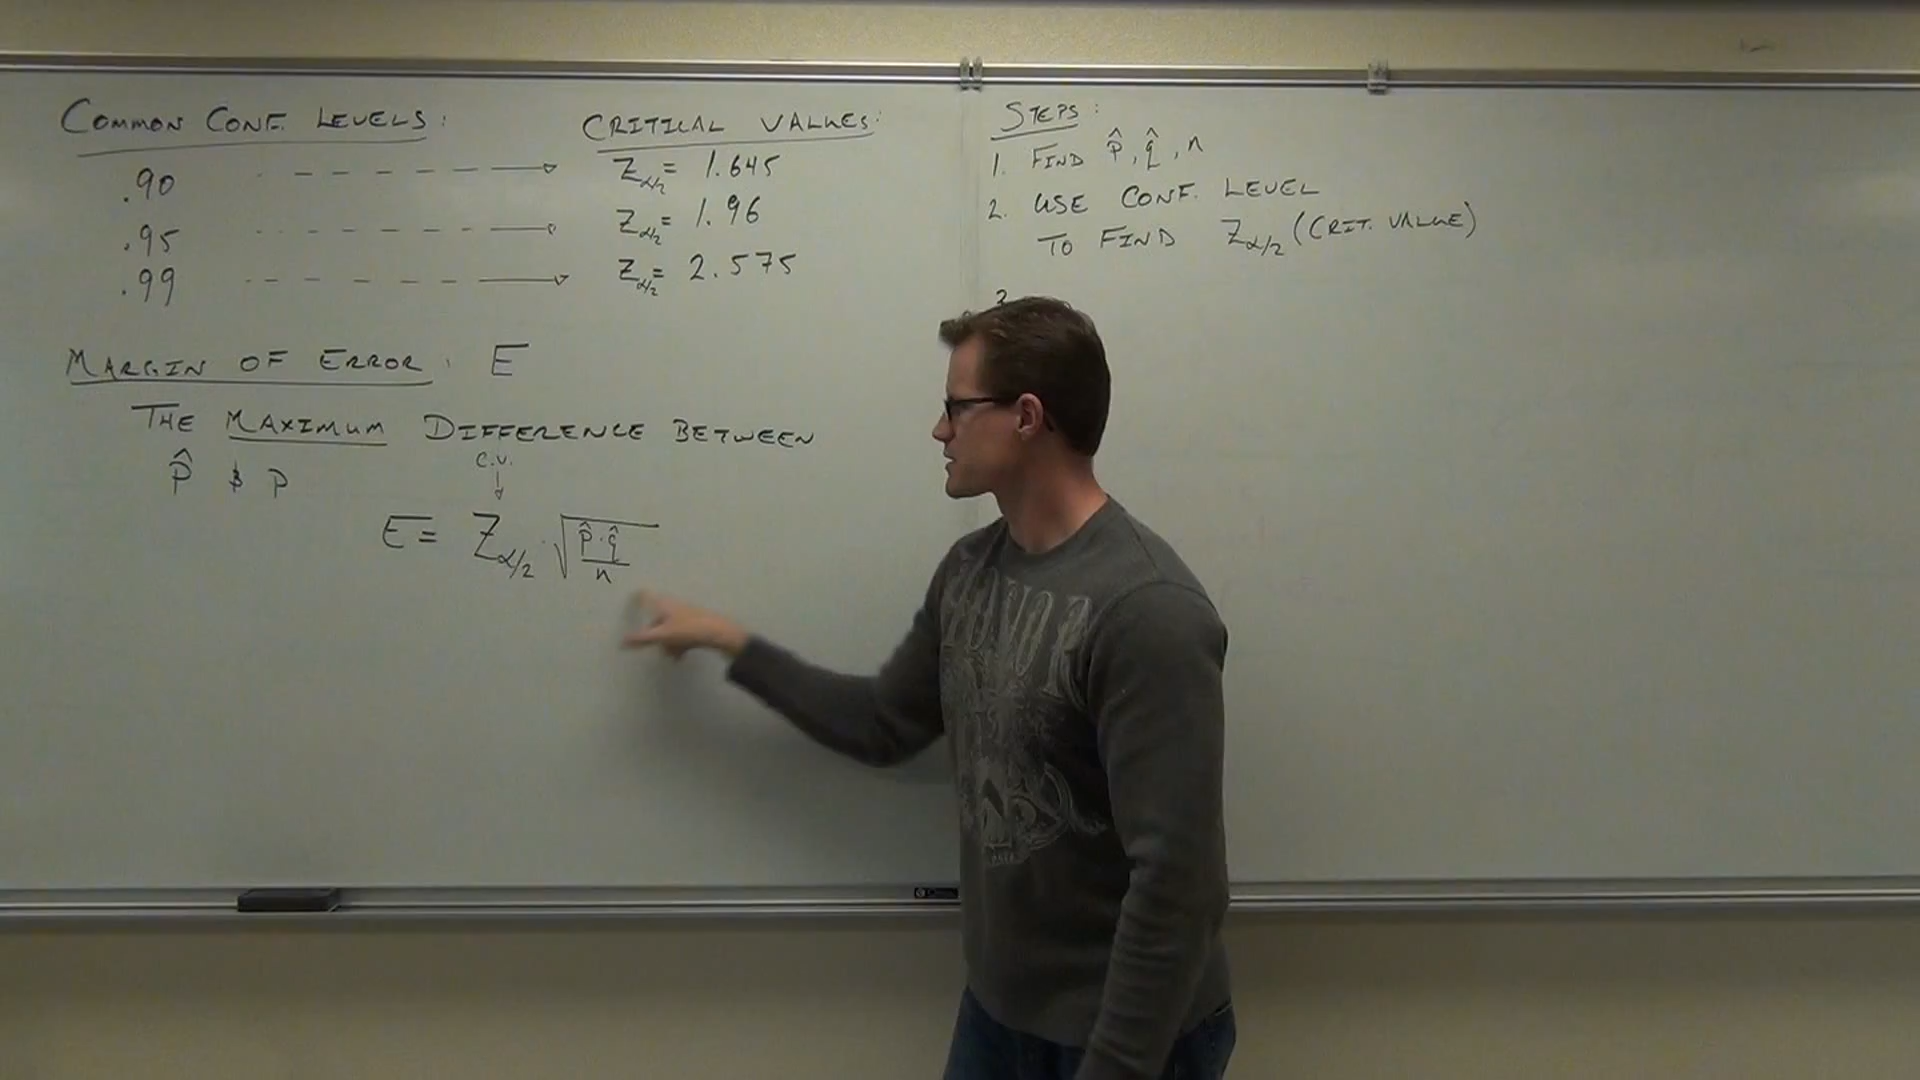 COMMON CONF. LEVELS:
.90
.95
.99
CRITICAL VALUES:
Zα/2 = 1.645
Zα/2 = 1.96
Zα/2 = 2.575
MARGIN OF ERROR: E
THE MAXIMUM DIFFERENCE BETWEEN
p̂ & p
C.V.
E = Zα/2 · √(p̂·q̂/n)
STEPS:
1. FIND p̂, q̂, n
2. USE CONF. LEVEL
TO FIND Zα/2 (CRIT. VALUE)
3.